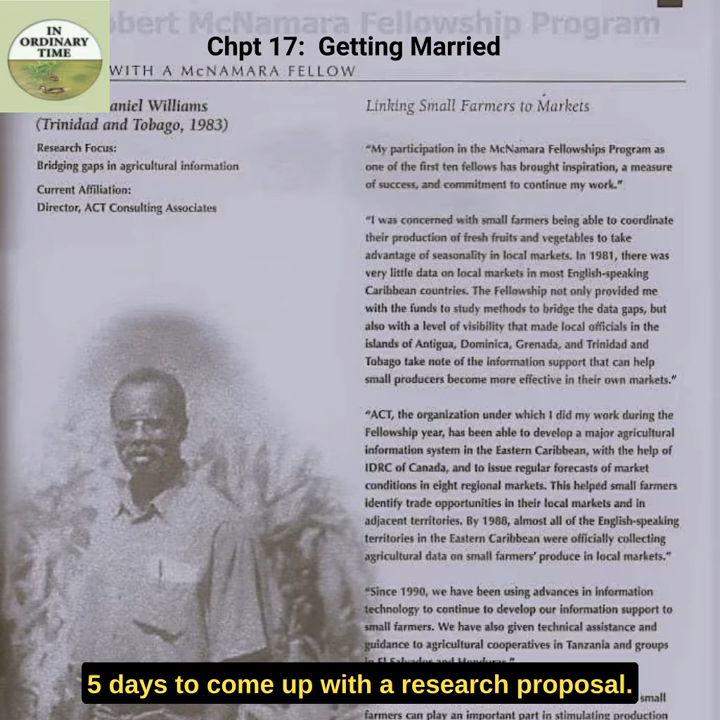 Robert McNamara Fellowship Program
IN
ORDINARY
TIME
Chpt 17: Getting Married
WITH A McNAMARA FELLOW
aniel Williams
(Trinidad and Tobago, 1983)
Research Focus:
Bridging gaps in agricultural information
Current Affiliation:
Director, ACT Consulting Associates
Linking Small Farmers to Markets
“My participation in the McNamara Fellowships Program as
one of the first ten fellows has brought inspiration, a measure
of success, and commitment to continue my work.”
“I was concerned with small farmers being able to coordinate
their production of fresh fruits and vegetables to take
advantage of seasonality in local markets. In 1981, there was
very little data on local markets in most English-speaking
Caribbean countries. The Fellowship not only provided me
with the funds to study methods to bridge the data gaps, but
also with a level of visibility that made local officials in the
islands of Antigua, Dominica, Grenada, and Trinidad and
Tobago take note of the information support that can help
small producers become more effective in their own markets.”
“ACT, the organization under which I did my work during the
Fellowship year, has been able to develop a major agricultural
information system in the Eastern Caribbean, with the help of
IDRC of Canada, and to issue regular forecasts of market
conditions in eight regional markets. This helped small farmers
identify trade opportunities in their local markets and in
adjacent territories. By 1988, almost all of the English-speaking
territories in the Eastern Caribbean were officially collecting
agricultural data on small farmers’ produce in local markets.”
“Since 1990, we have been using advances in information
technology to continue to develop our information support to
small farmers. We have also given technical assistance and
guidance to agricultural cooperatives in Tanzania and groups
in El Salvador and Honduras.”
5 days to come up with a research proposal.
small
farmers can play an important part in stimulating production